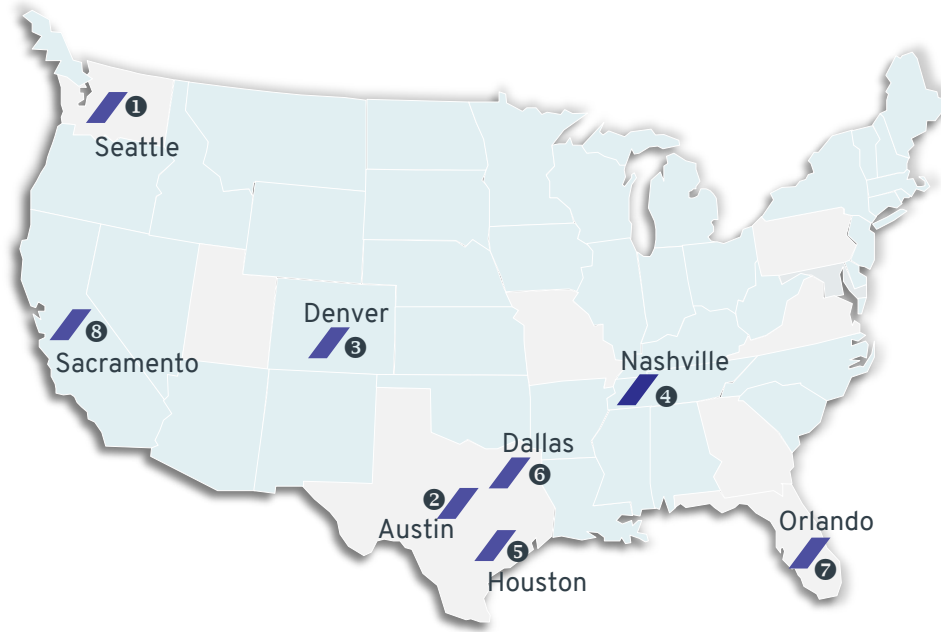 ❶
Seattle
Denver
❸
❽
Sacramento
Nashville
❹
Dallas
❻
❷
Austin
Orlando
❺
❼
Houston